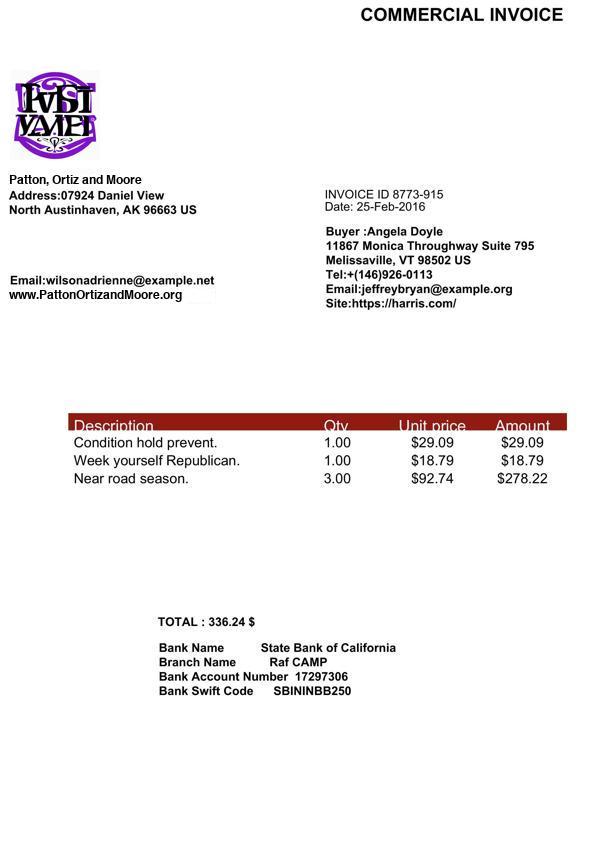 COMMERCIAL INVOICE
Patton, Ortiz and Moore
Address:07924 Daniel View
North Austinhaven, AK 96663 US
Email:wilsonadrienne@example.net
www.PattonOrtizandMoore.org
INVOICE ID 8773-915
Date: 25-Feb-2016
Buyer :Angela Doyle
11867 Monica Throughway Suite 795
Melissaville, VT 98502 US
Tel:+(146)926-0113
Email:jeffreybryan@example.org
Site:https://harris.com/
Description Qty Unit price Amount
Condition hold prevent. 1.00 $29.09 $29.09
Week yourself Republican. 1.00 $18.79 $18.79
Near road season. 3.00 $92.74 $278.22
TOTAL : 336.24 $
Bank Name State Bank of California
Branch Name Raf CAMP
Bank Account Number 17297306
Bank Swift Code SBININBB250